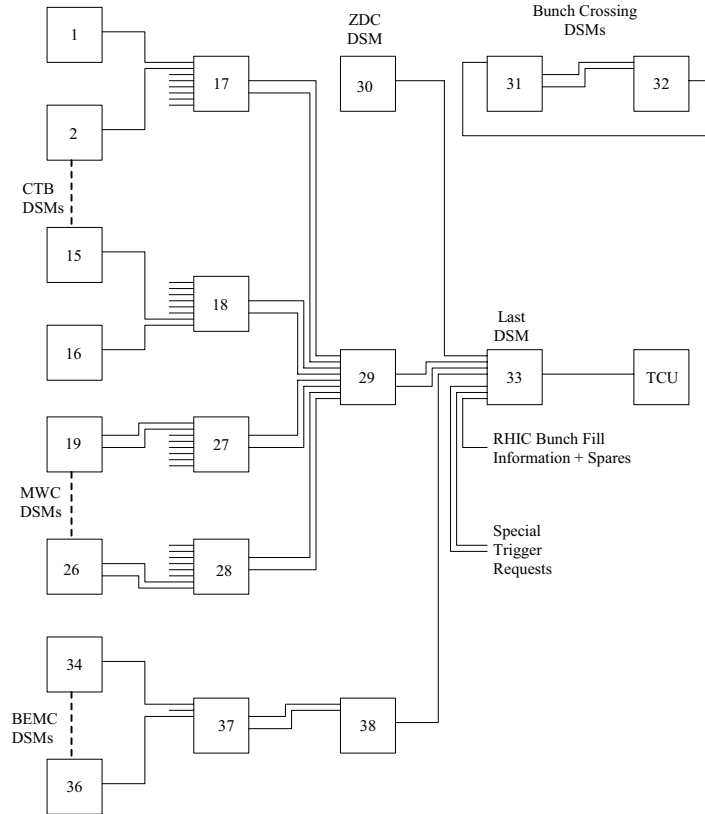 1
2
CTB
DSMs
15
16
17
18
19
MWC
DSMs
26
27
28
29
ZDC
DSM
30
Bunch Crossing
DSMs
31
32
Last
DSM
33
TCU
RHIC Bunch Fill
Information + Spares
Special
Trigger
Requests
34
BEMC
DSMs
36
37
38